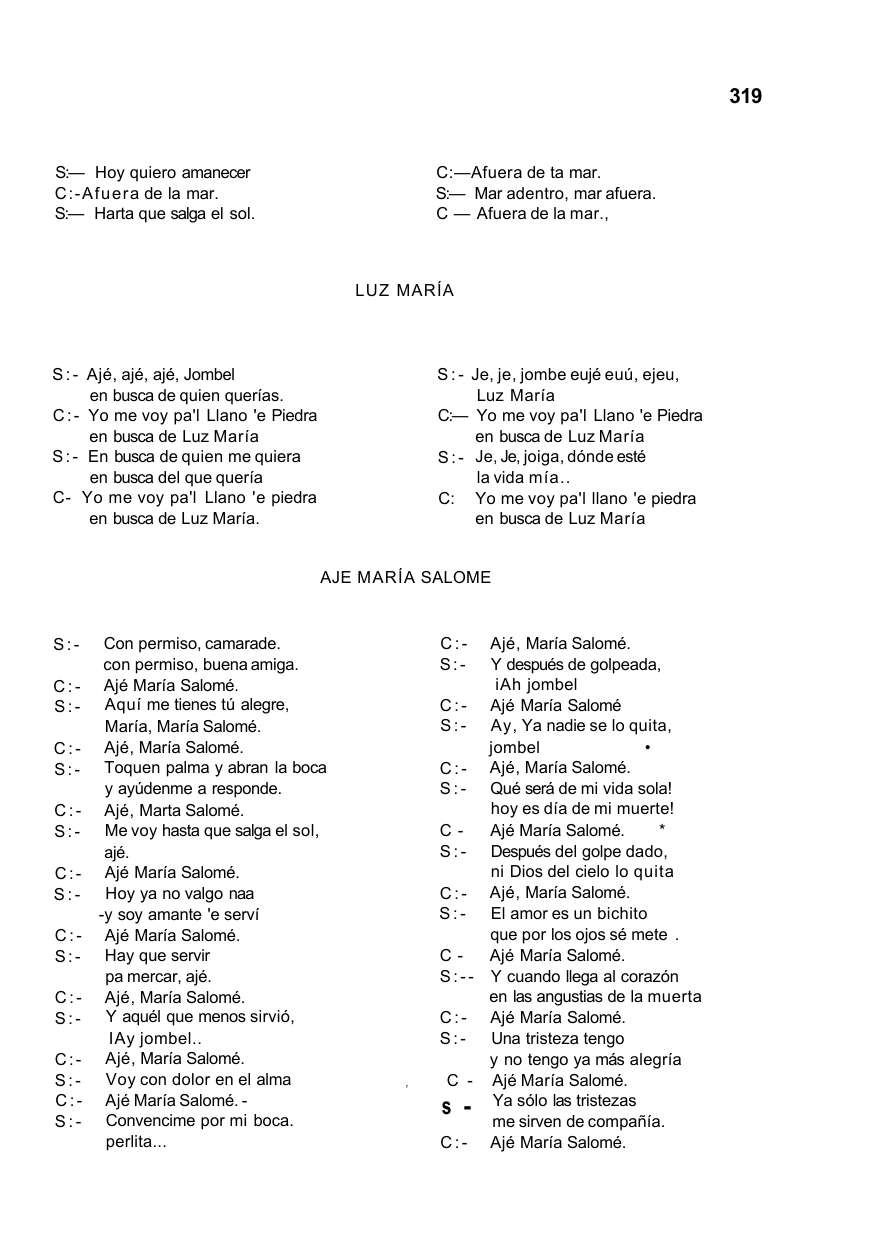 319
S:— Hoy quiero amanecer
C:-Afuera de la mar.
S:— Harta que salga el sol.
C:—Afuera de ta mar.
S:— Mar adentro, mar afuera.
C — Afuera de la mar.,
LUZ MARÍA
S:- Ajé, ajé, ajé, Jombel
en busca de quien querías.
C:- Yo me voy pa'l Llano 'e Piedra
en busca de Luz María
S:- En busca de quien me quiera
en busca del que quería
C- Yo me voy pa'l Llano 'e piedra
en busca de Luz María.
S:- Je, je, jombe eujé euú, ejeu,
Luz María
C:— Yo me voy pa'l Llano 'e Piedra
en busca de Luz María
S:- Je, Je, joiga, dónde esté
la vida mía..
C: Yo me voy pa'l llano 'e piedra
en busca de Luz María
AJE MARÍA SALOME
S:- Con permiso, camarade.
con permiso, buena amiga.
C:- Ajé María Salomé.
S:- Aquí me tienes tú alegre,
María, María Salomé.
C:- Ajé, María Salomé.
S:- Toquen palma y abran la boca
y ayúdenme a responde.
C:- Ajé, Marta Salomé.
S:- Me voy hasta que salga el sol,
ajé.
C:- Ajé María Salomé.
S:- Hoy ya no valgo naa
-y soy amante 'e serví
C:- Ajé María Salomé.
S:- Hay que servir
pa mercar, ajé.
C:- Ajé, María Salomé.
S:- Y aquél que menos sirvió,
IAy jombel..
C:- Ajé, María Salomé.
S:- Voy con dolor en el alma
C:- Ajé María Salomé. -
S:- Convencime por mi boca.
perlita...
C:- Ajé, María Salomé.
S:- Y después de golpeada,
iAh jombel
C:- Ajé María Salomé
S:- Ay, Ya nadie se lo quita,
jombel •
C:- Ajé, María Salomé.
S:- Qué será de mi vida sola!
hoy es día de mi muerte!
C - Ajé María Salomé. *
S:- Después del golpe dado,
ni Dios del cielo lo quita
C:- Ajé, María Salomé.
S:- El amor es un bichito
que por los ojos sé mete .
C - Ajé María Salomé.
S:-- Y cuando llega al corazón
en las angustias de la muerta
C:- Ajé María Salomé.
S:- Una tristeza tengo
y no tengo ya más alegría
, C - Ajé María Salomé.
S - Ya sólo las tristezas
me sirven de compañía.
C:- Ajé María Salomé.